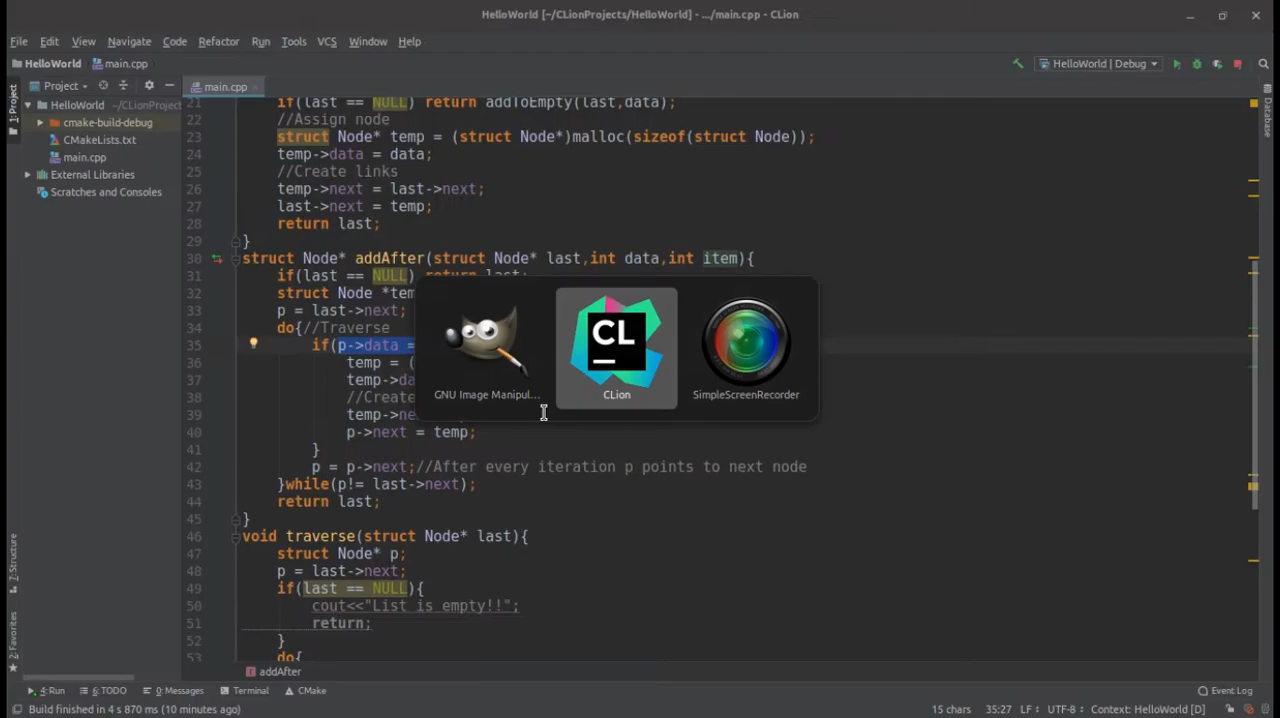 HelloWorld [~/CLionProjects/HelloWorld] - .../main.cpp - CLion
File Edit View Navigate Code Refactor Run Tools VCS Window Help
HelloWorld main.cpp HelloWorld | Debug
1: Project
Project
main.cpp
HelloWorld ~/CLionProject
cmake-build-debug
CMakeLists.txt
main.cpp
External Libraries
Scratches and Consoles
Database
21 if(last == NULL) return addToEmpty(last,data);
22 //Assign node
23 struct Node* temp = (struct Node*)malloc(sizeof(struct Node));
24 temp->data = data;
25 //Create links
26 temp->next = last->next;
27 last->next = temp;
28 return last;
29 }
30 struct Node* addAfter(struct Node* last,int data,int item){
31 if(last == NULL) return last;
32 struct Node *tem
33 p = last->next;
34 do{//Traverse
35 if(p->data =
36 temp = (
37 temp->da
38 //Create
39 temp->ne
40 p->next = temp;
41 }
42 p = p->next;//After every iteration p points to next node
43 }while(p!= last->next);
44 return last;
45 }
46 void traverse(struct Node* last){
47 struct Node* p;
48 p = last->next;
49 if(last == NULL){
50 cout<<"List is empty!!";
51 return;
52 }
53 do{
GNU Image Manipul... CLion SimpleScreenRecorder
CL
7: Structure
2: Favorites
addAfter
4: Run 6: TODO 0: Messages Terminal CMake Event Log
Build finished in 4 s 870 ms (10 minutes ago) 15 chars 35:27 LF UTF-8 Context: HelloWorld [D]